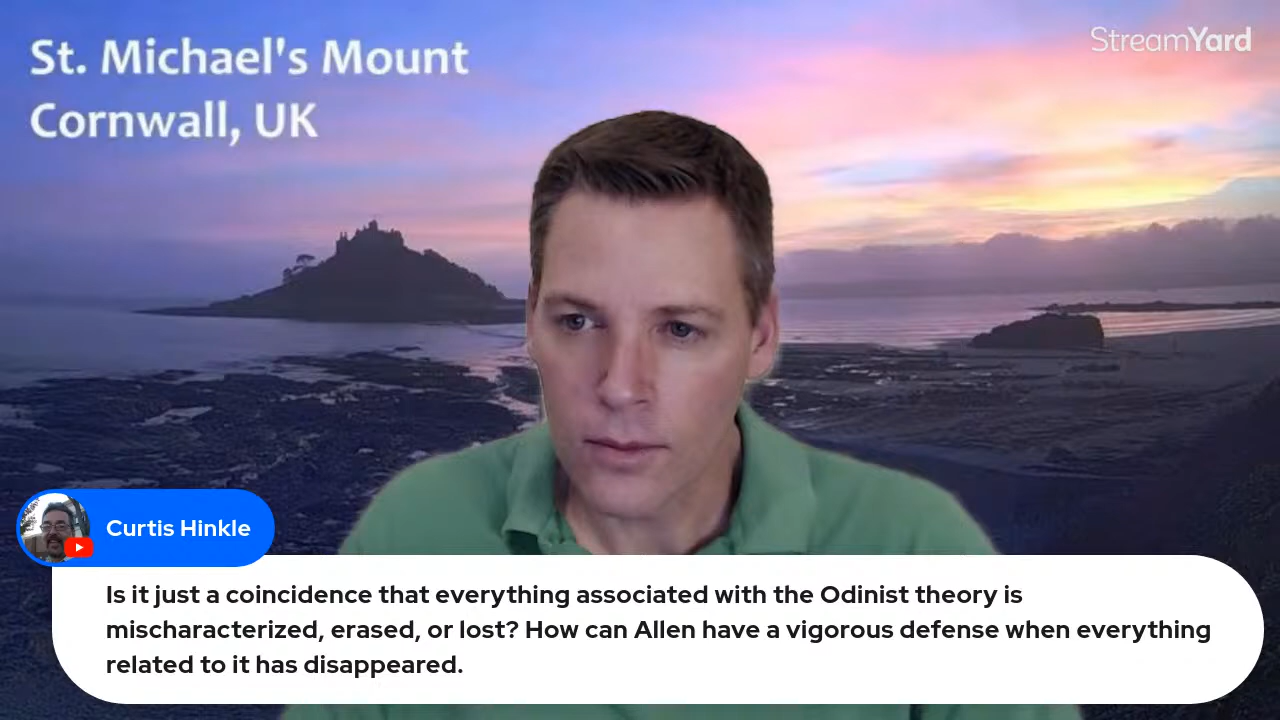 St. Michael's Mount
Cornwall, UK
StreamYard
Curtis Hinkle
Is it just a coincidence that everything associated with the Odinist theory is
mischaracterized, erased, or lost? How can Allen have a vigorous defense when everything
related to it has disappeared.